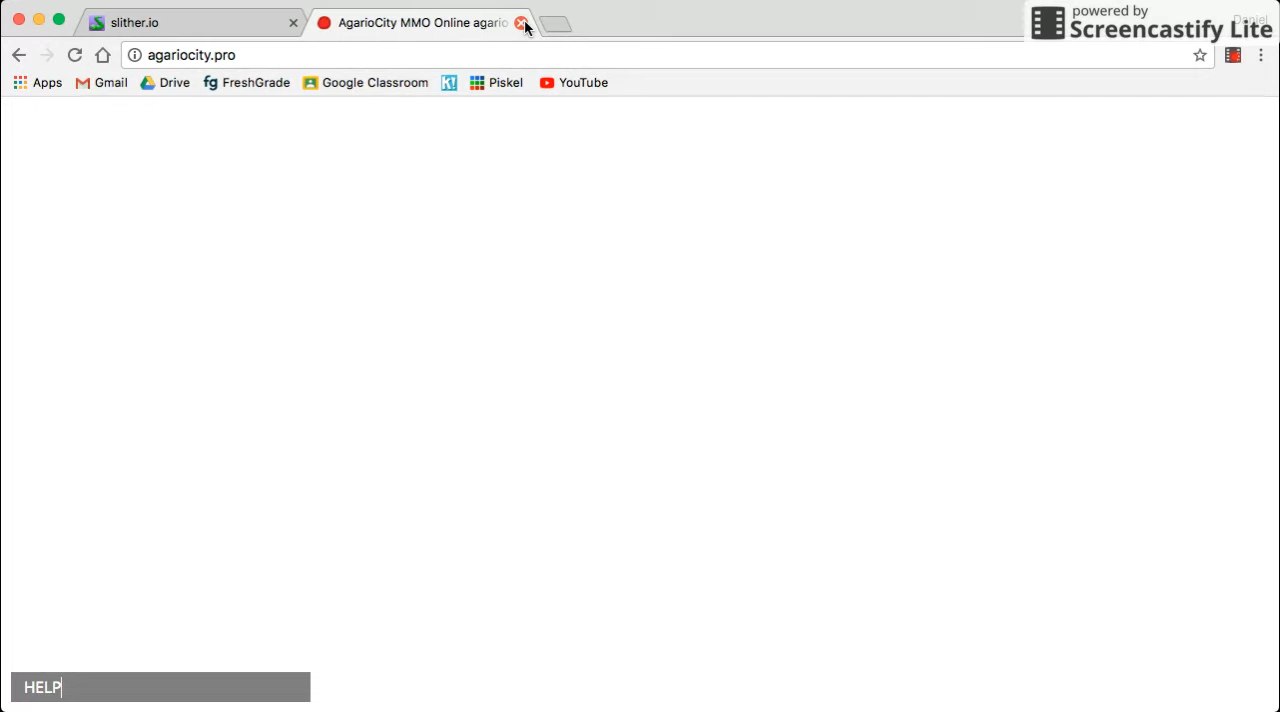 slither.io
AgarioCity MMO Online agario
Daniel
powered by
Screencastify Lite
agariocity.pro
Apps Gmail Drive fg FreshGrade Google Classroom K! Piskel YouTube
HELP